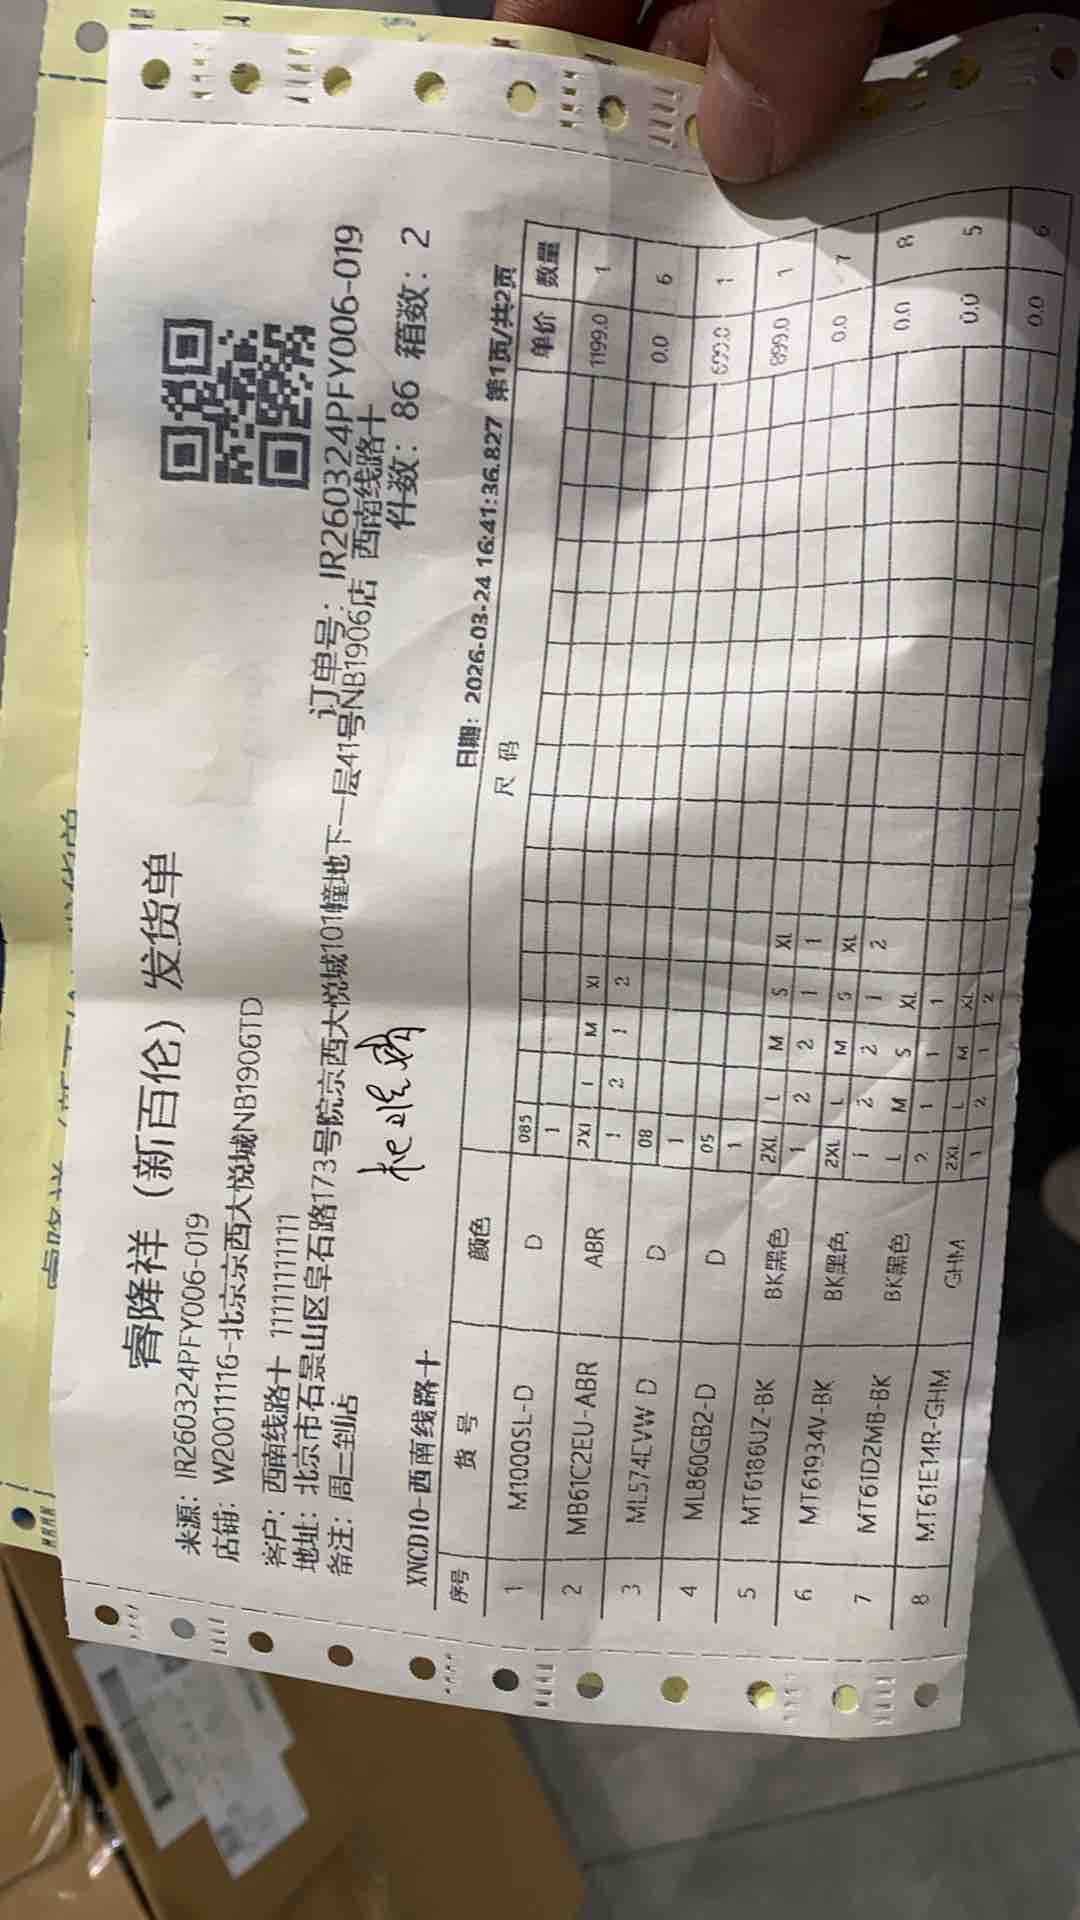 睿隆祥（新百伦）发货单
来源：IR260324PFY006-019
订单号：IR260324PFY006-019
店铺：W20011116-北京京西大悦城NB1906TD
客户：西南线路十 11111111111
地址：北京市石景山区阜石路173号院京西大悦城101幢地下一层41号NB1906店 西南线路十
备注：周三到店
件数：86 箱数：2
XNCD10-西南线路十
日期：2026-03-24 16:41:36.827 第1页/共2页
序号 货号 颜色 尺码 单价 数量
1 M1000SL-D D 085 1199.0 1
1
2 MB61C2EU-ABR ABR 2XL M XL 0.0 6
1 2 1 2
3 D 08 699.0 1
1
4 ML860GB2-D D 05 899.0 1
1
5 MT6186UZ-BK BK黑色 2XL L M S XL 0.0 7
1 2 2 1 1
6 MT61934V-BK BK黑色 2XL L M S XL 0.0 8
1 2 2 1 2
7 MT61D2MB-BK BK黑色 L M S XL 0.0 5
2 1 1 1
8 MT61E14R-GHM GHM 2XL L M XL 0.0 6
1 2 1 2